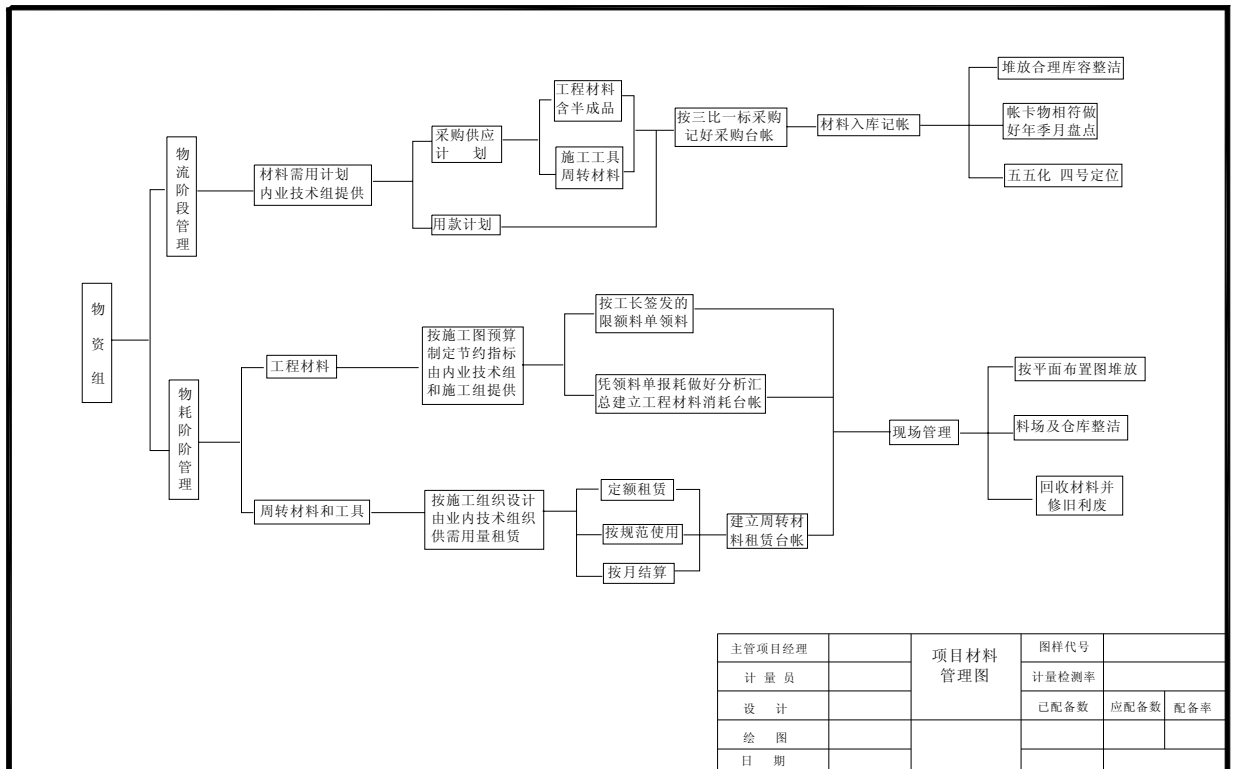 物资组
物流阶段管理
材料需用计划
内业技术组提供
采购供应
计 划
用款计划
工程材料
含半成品
施工工具
周转材料
按三比一标采购
记好采购台帐
材料入库记帐
堆放合理库容整洁
帐卡物相符做
好年季月盘点
五五化 四号定位
物耗阶阶管理
工程材料
按施工图预算
制定节约指标
由内业技术组
和施工组提供
按工长签发的
限额料单领料
凭领料单报耗做好分析汇
总建立工程材料消耗台帐
周转材料和工具
按施工组织设计
由业内技术组织
供需用量租赁
定额租赁
按规范使用
按月结算
建立周转材
料租赁台帐
现场管理
按平面布置图堆放
料场及仓库整洁
回收材料并
修旧利废
主管项目经理
项目材料
管理图
图样代号
计 量 员
计量检测率
设 计
已配备数 应配备数 配备率
绘 图
日 期